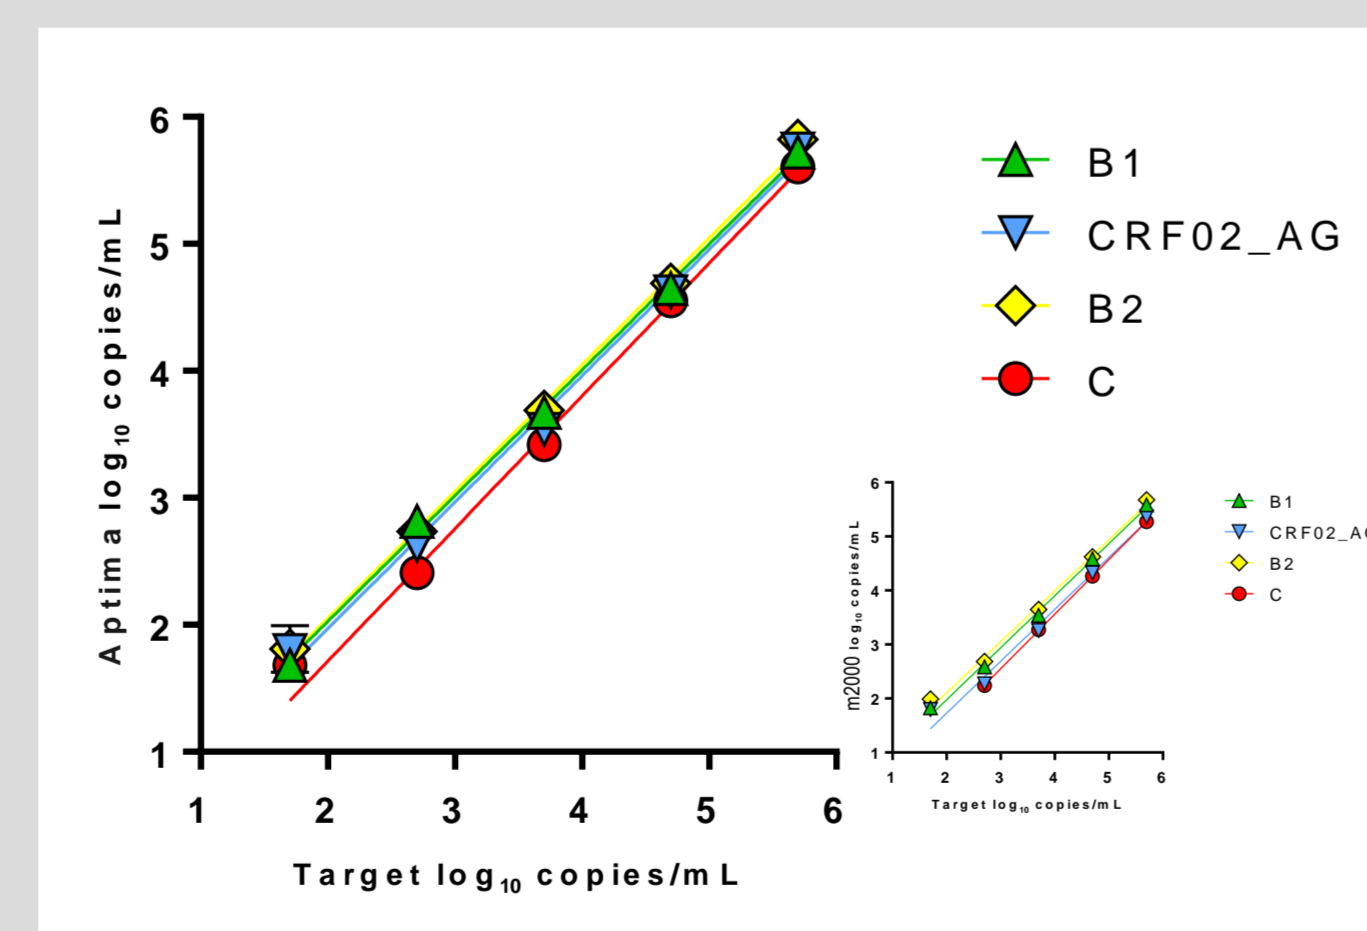 6
5
4
3
2
1
Aptima log10 copies/mL
1 2 3 4 5 6
Target log10 copies/mL
B1
CRF02_AG
B2
C
6
5
4
3
2
1
m2000 log10 copies/mL
1 2 3 4 5 6
Target log10 copies/mL
B1
CRF02_AG
B2
C